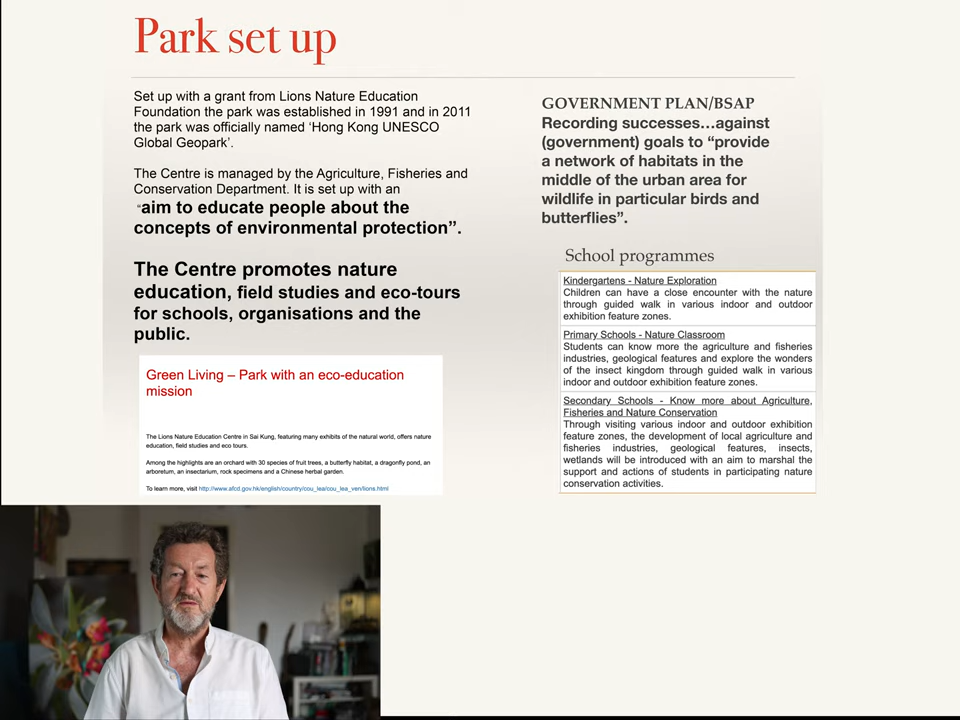 Park set up
Set up with a grant from Lions Nature Education
Foundation the park was established in 1991 and in 2011
the park was officially named ‘Hong Kong UNESCO
Global Geopark’.
The Centre is managed by the Agriculture, Fisheries and
Conservation Department. It is set up with an
“aim to educate people about the
concepts of environmental protection”.
The Centre promotes nature
education, field studies and eco-tours
for schools, organisations and the
public.
Green Living – Park with an eco-education
mission
The Lions Nature Education Centre in Sai Kung, featuring many exhibits of the natural world, offers nature
education, field studies and eco tours.
Among the highlights are an orchard with 30 species of fruit trees, a butterfly habitat, a dragonfly pond, an
arboretum, an insectarium, rock specimens and a Chinese herbal garden.
To learn more, visit http://www.afcd.gov.hk/english/country/cou_lea/cou_lea_ven/lions.html
GOVERNMENT PLAN/BSAP
Recording successes…against
(government) goals to “provide
a network of habitats in the
middle of the urban area for
wildlife in particular birds and
butterflies”.
School programmes
Kindergartens - Nature Exploration
Children can have a close encounter with the nature
through guided walk in various indoor and outdoor
exhibition feature zones.
Primary Schools - Nature Classroom
Students can know more the agriculture and fisheries
industries, geological features and explore the wonders
of the insect kingdom through guided walk in various
indoor and outdoor exhibition feature zones.
Secondary Schools - Know more about Agriculture,
Fisheries and Nature Conservation
Through visiting various indoor and outdoor exhibition
feature zones, the development of local agriculture and
fisheries industries, geological features, insects,
wetlands will be introduced with an aim to marshal the
support and actions of students in participating nature
conservation activities.